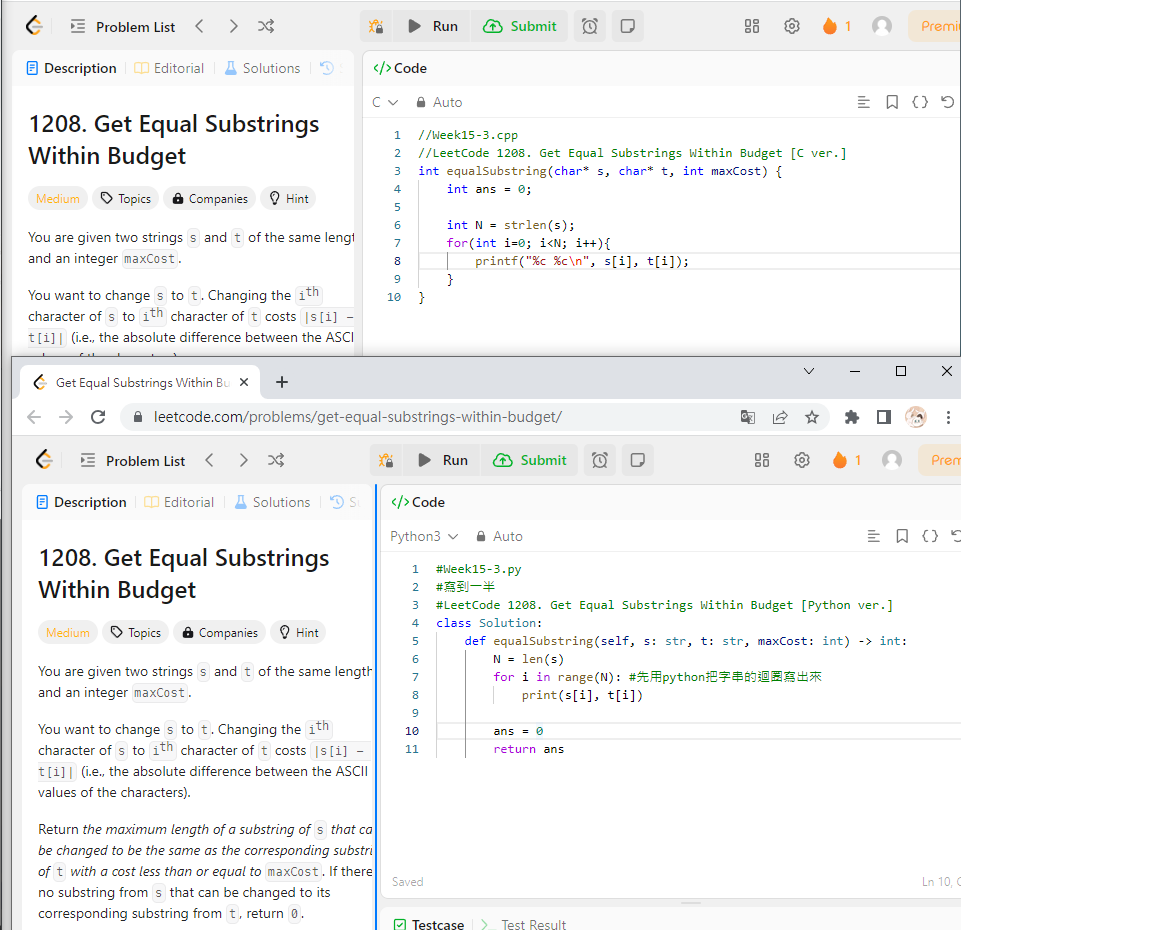 Problem List
Run
Submit
1
Premi
Description
Editorial
Solutions
S
</>Code
C
Auto
1208. Get Equal Substrings
Within Budget
Medium
Topics
Companies
Hint
You are given two strings s and t of the same lengt
and an integer maxCost.
You want to change s to t. Changing the ith
character of s to ith character of t costs |s[i] -
t[i]| (i.e., the absolute difference between the ASCII
1 //Week15-3.cpp
2 //LeetCode 1208. Get Equal Substrings Within Budget [C ver.]
3 int equalSubstring(char* s, char* t, int maxCost) {
4 int ans = 0;
5
6 int N = strlen(s);
7 for(int i=0; i<N; i++){
8 printf("%c %c\n", s[i], t[i]);
9 }
10 }
Get Equal Substrings Within Bu
leetcode.com/problems/get-equal-substrings-within-budget/
Problem List
Run
Submit
1
Prem
Description
Editorial
Solutions
S
</>Code
Python3
Auto
1208. Get Equal Substrings
Within Budget
Medium
Topics
Companies
Hint
You are given two strings s and t of the same length
and an integer maxCost.
You want to change s to t. Changing the ith
character of s to ith character of t costs |s[i] -
t[i]| (i.e., the absolute difference between the ASCII
values of the characters).
Return the maximum length of a substring of s that ca
be changed to be the same as the corresponding substri
of t with a cost less than or equal to maxCost. If there
no substring from s that can be changed to its
corresponding substring from t, return 0.
1 #Week15-3.py
2 #寫到一半
3 #LeetCode 1208. Get Equal Substrings Within Budget [Python ver.]
4 class Solution:
5 def equalSubstring(self, s: str, t: str, maxCost: int) -> int:
6 N = len(s)
7 for i in range(N): #先用python把字串的迴圈寫出來
8 print(s[i], t[i])
9
10 ans = 0
11 return ans
Saved
Ln 10, C
Testcase
Test Result